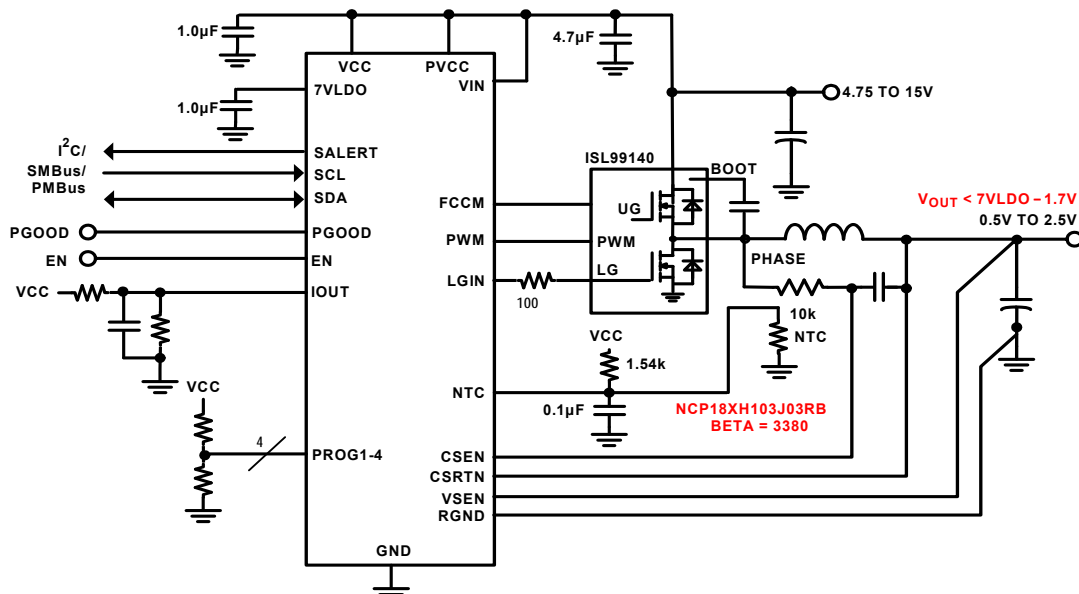 1.0µF
4.7µF
VCC
PVCC
VIN
7VLDO
1.0µF
4.75 TO 15V
I²C/
SMBus/
PMBus
SALERT
SCL
SDA
ISL99140
BOOT
FCCM
UG
VOUT < 7VLDO – 1.7V
0.5V TO 2.5V
PGOOD
PGOOD
PWM
PWM
EN
EN
PHASE
LGIN
LG
VCC
IOUT
100
10k
NTC
VCC
1.54k
VCC
NTC
0.1µF
NCP18XH103J03RB
BETA = 3380
4
PROG1-4
CSEN
CSRTN
VSEN
RGND
GND